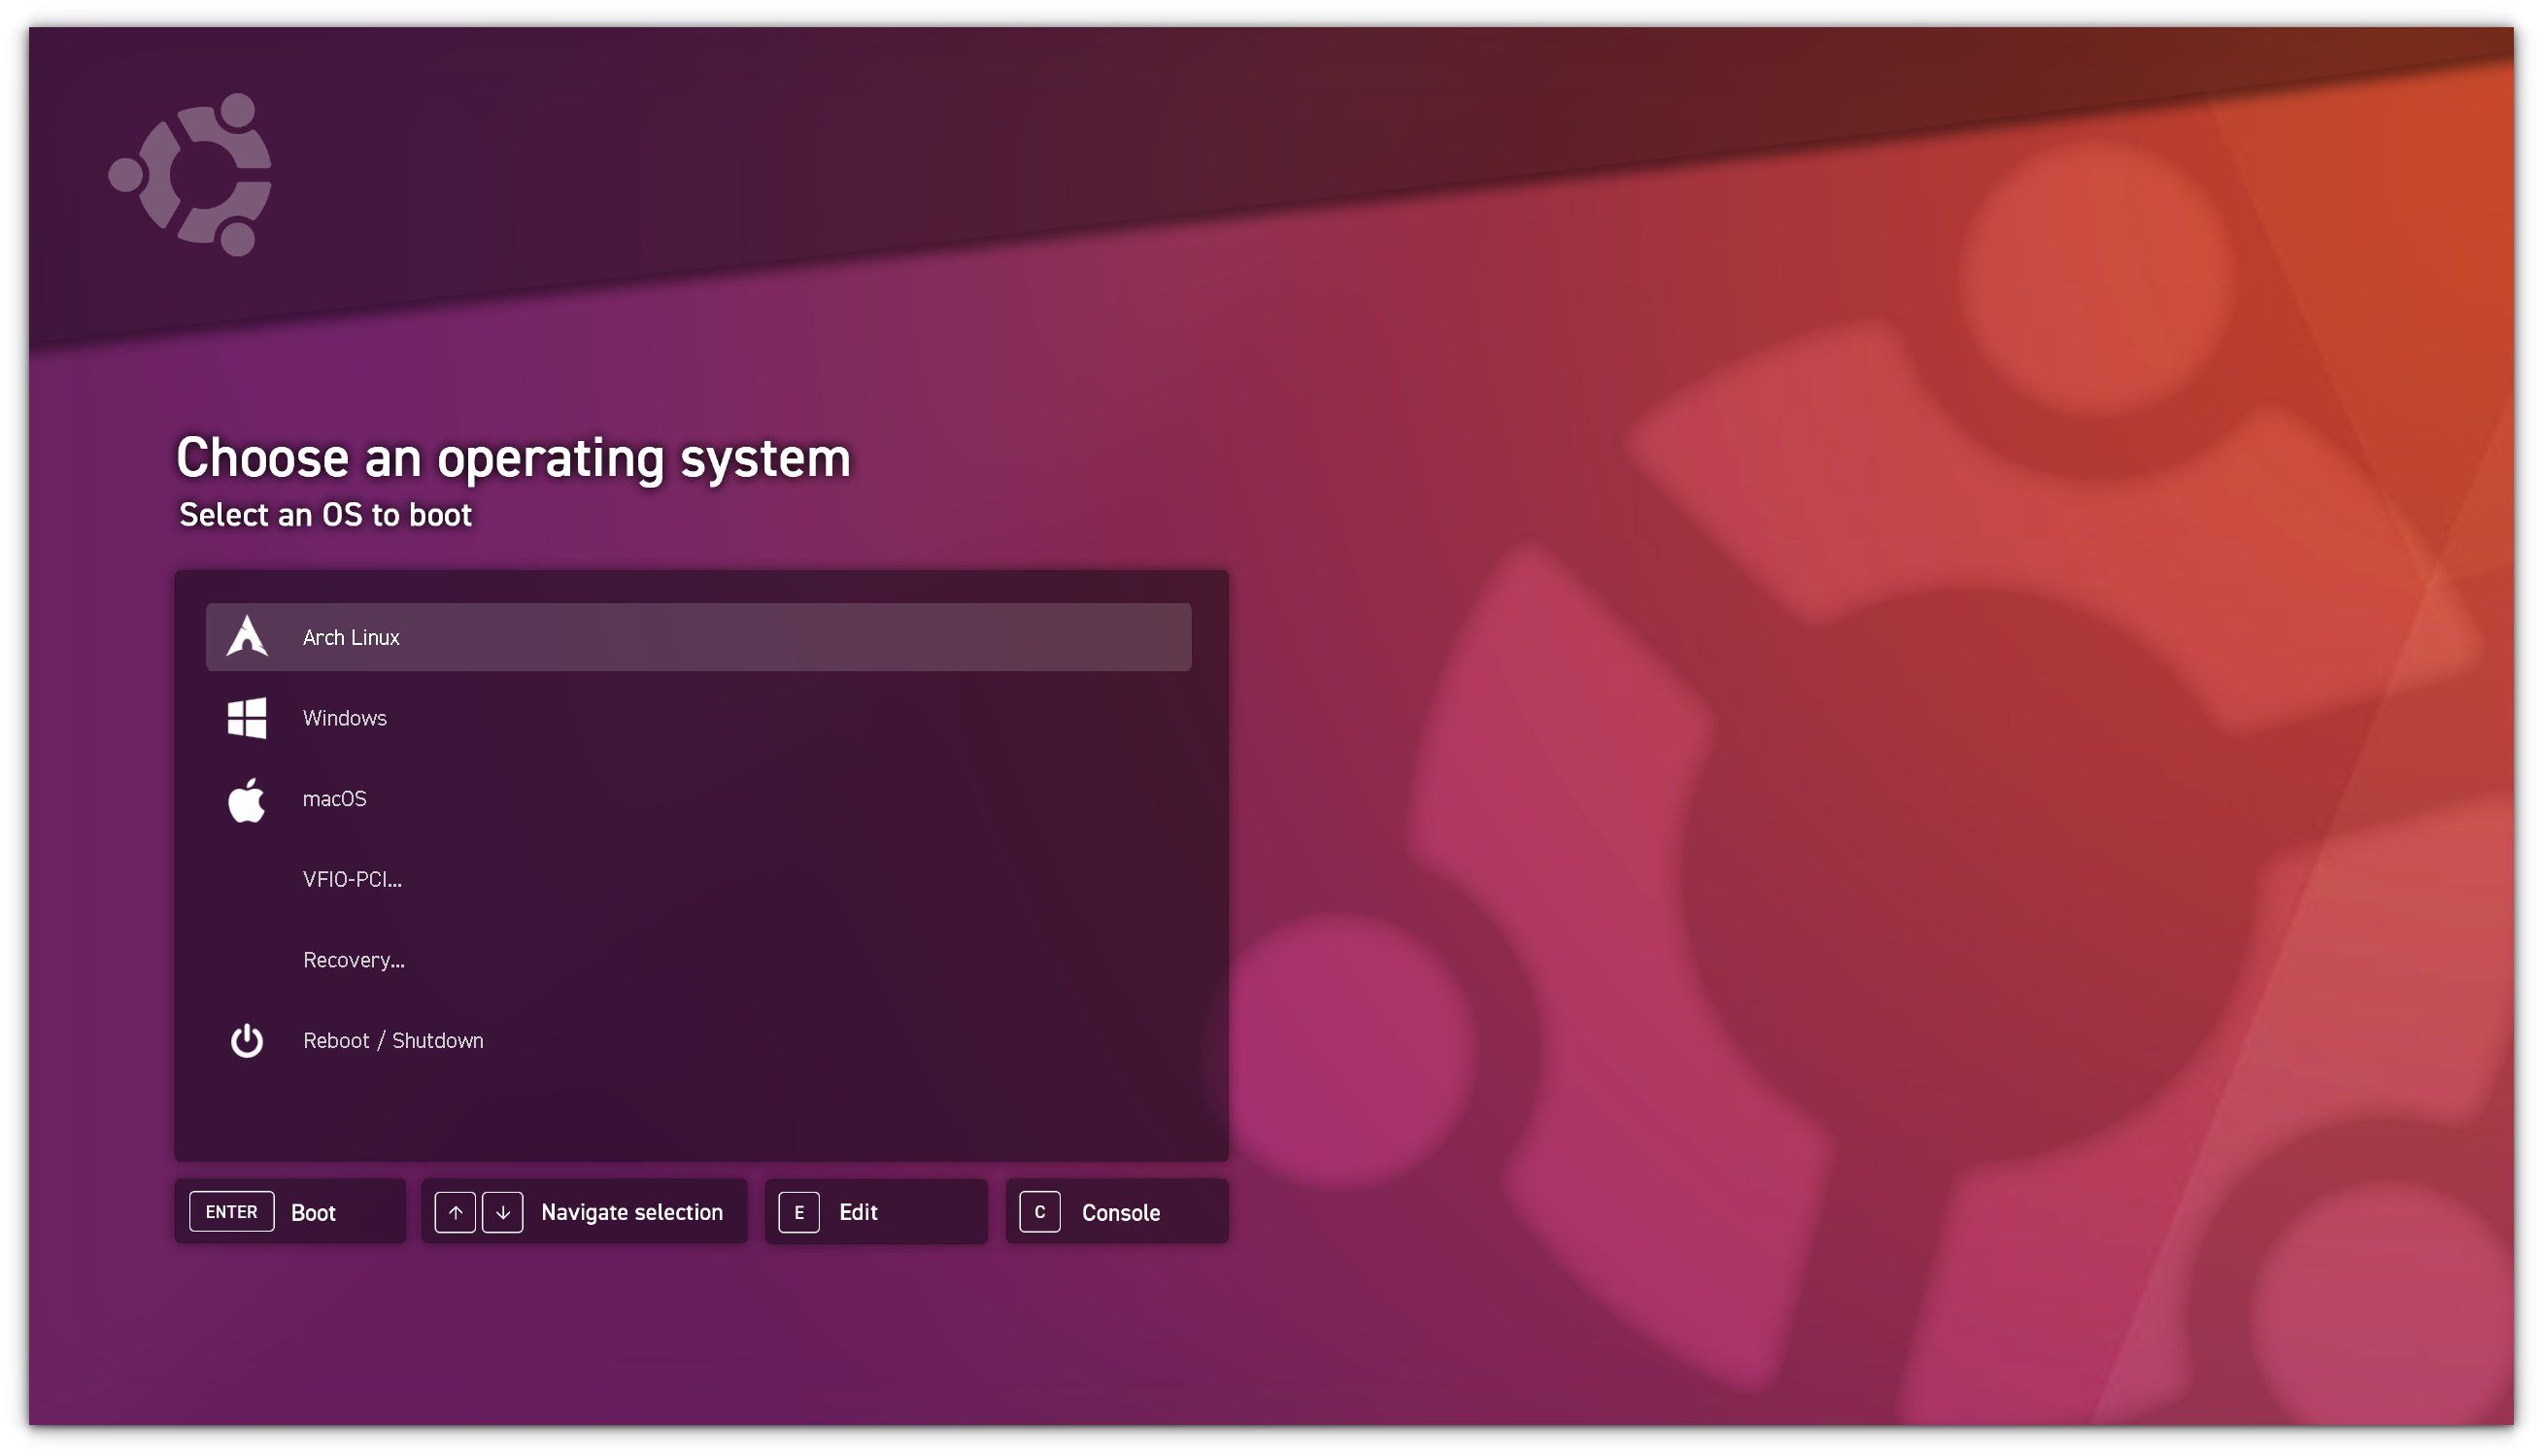 Choose an operating system
Select an OS to boot
Arch Linux
Windows
macOS
VFIO-PCI...
Recovery...
Reboot / Shutdown
ENTER Boot ↑ ↓ Navigate selection E Edit C Console